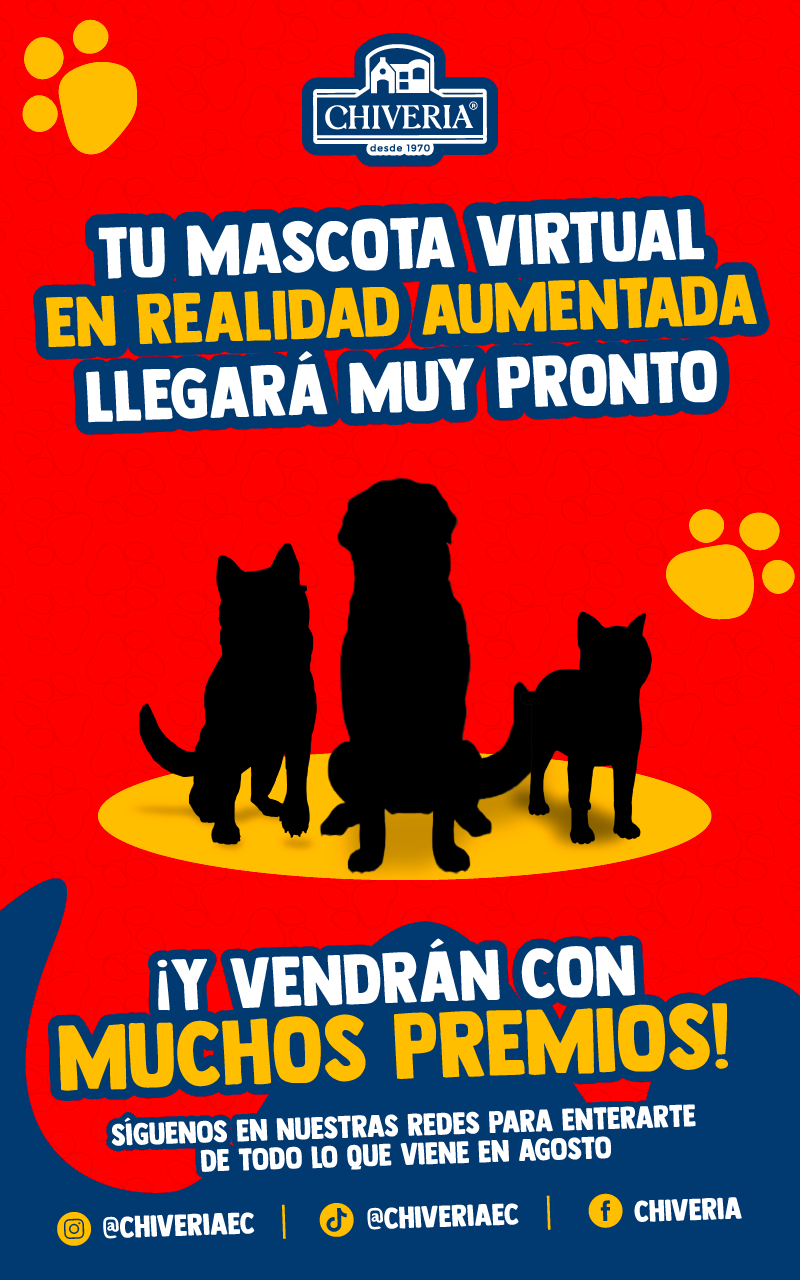 CHIVERIA®
desde 1970
TU MASCOTA VIRTUAL
EN REALIDAD AUMENTADA
LLEGARÁ MUY PRONTO
¡Y VENDRÁN CON
MUCHOS PREMIOS!
SÍGUENOS EN NUESTRAS REDES PARA ENTERARTE
DE TODO LO QUE VIENE EN AGOSTO
@CHIVERIAEC | @CHIVERIAEC | CHIVERIA